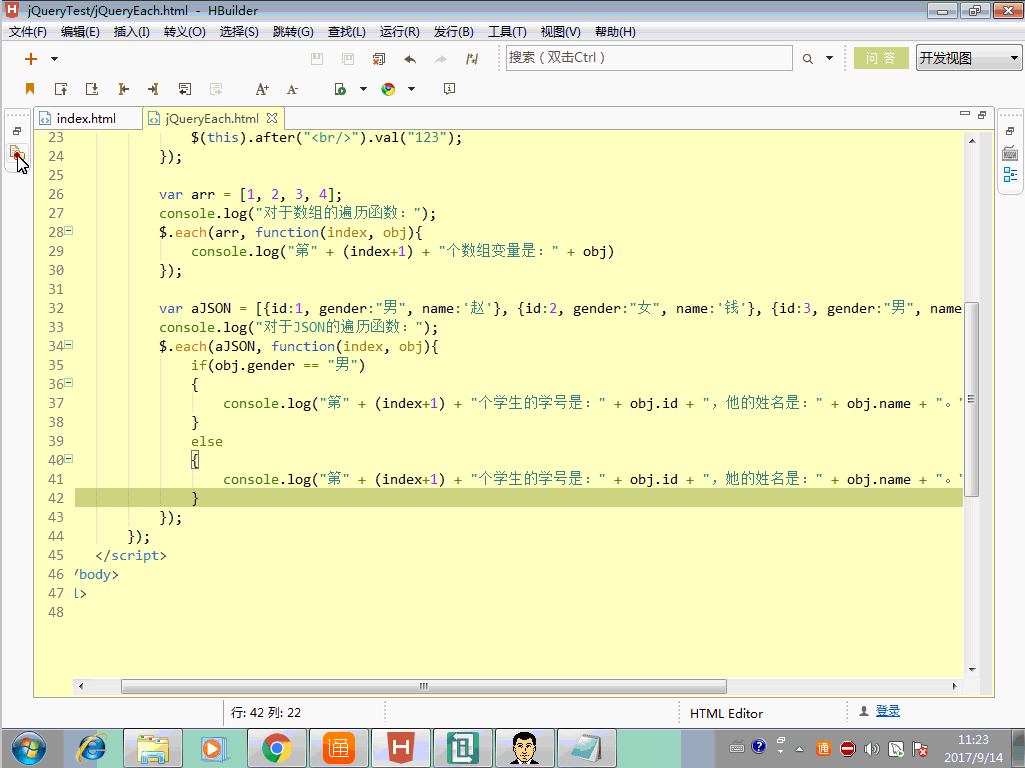 jQueryTest/jQueryEach.html - HBuilder
文件(F) 编辑(E) 插入(I) 转义(O) 选择(S) 跳转(G) 查找(L) 运行(R) 发行(B) 工具(T) 视图(V) 帮助(H)
搜索（双击Ctrl） 问 答 开发视图
index.html jQueryEach.html
23 $(this).after("<br/>").val("123");
24 });
25
26 var arr = [1, 2, 3, 4];
27 console.log("对于数组的遍历函数：");
28 $.each(arr, function(index, obj){
29 console.log("第" + (index+1) + "个数组变量是：" + obj)
30 });
31
32 var aJSON = [{id:1, gender:"男", name:'赵'}, {id:2, gender:"女", name:'钱'}, {id:3, gender:"男", name
33 console.log("对于JSON的遍历函数：");
34 $.each(aJSON, function(index, obj){
35 if(obj.gender == "男")
36 {
37 console.log("第" + (index+1) + "个学生的学号是：" + obj.id + "，他的姓名是：" + obj.name + "。"
38 }
39 else
40 {
41 console.log("第" + (index+1) + "个学生的学号是：" + obj.id + "，她的姓名是：" + obj.name + "。"
42 }
43 });
44 });
45 </script>
46 /body>
47 l>
48
行: 42 列: 22 HTML Editor 登录
11:23
2017/9/14